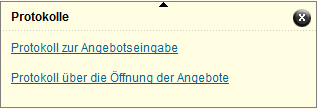 Protokolle
Protokoll zur Angebotseingabe
Protokoll über die Öffnung der Angebote